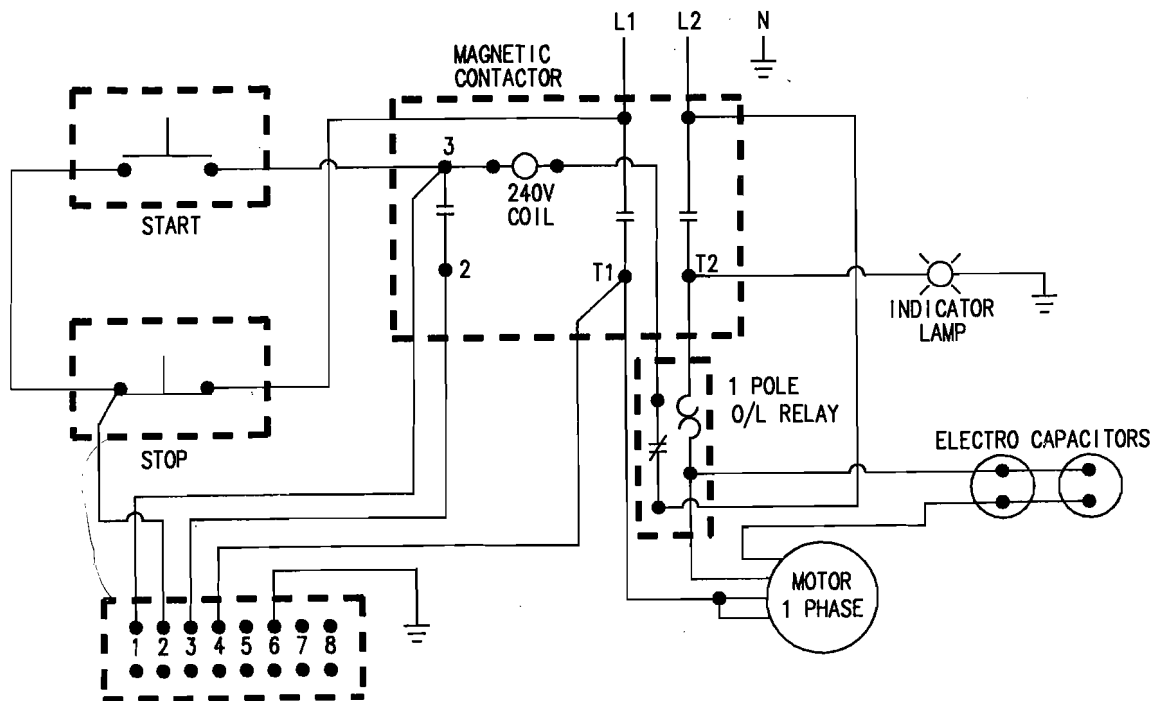 L1 L2 N
MAGNETIC
CONTACTOR
3
240V
COIL
START
2
T1 T2
INDICATOR
LAMP
1 POLE
O/L RELAY
STOP
ELECTRO CAPACITORS
MOTOR
1 PHASE
1 2 3 4 5 6 7 8